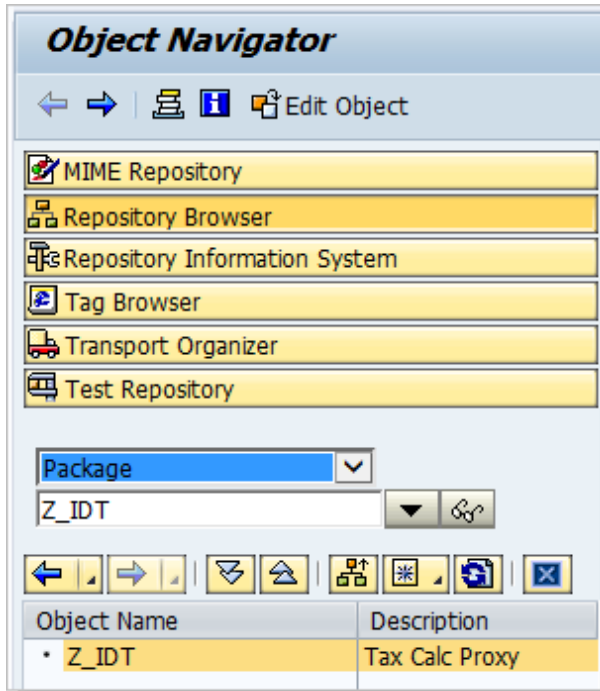 Object Navigator
Edit Object
MIME Repository
Repository Browser
Repository Information System
Tag Browser
Transport Organizer
Test Repository
Package
Z_IDT
Object Name Description
Z_IDT Tax Calc Proxy